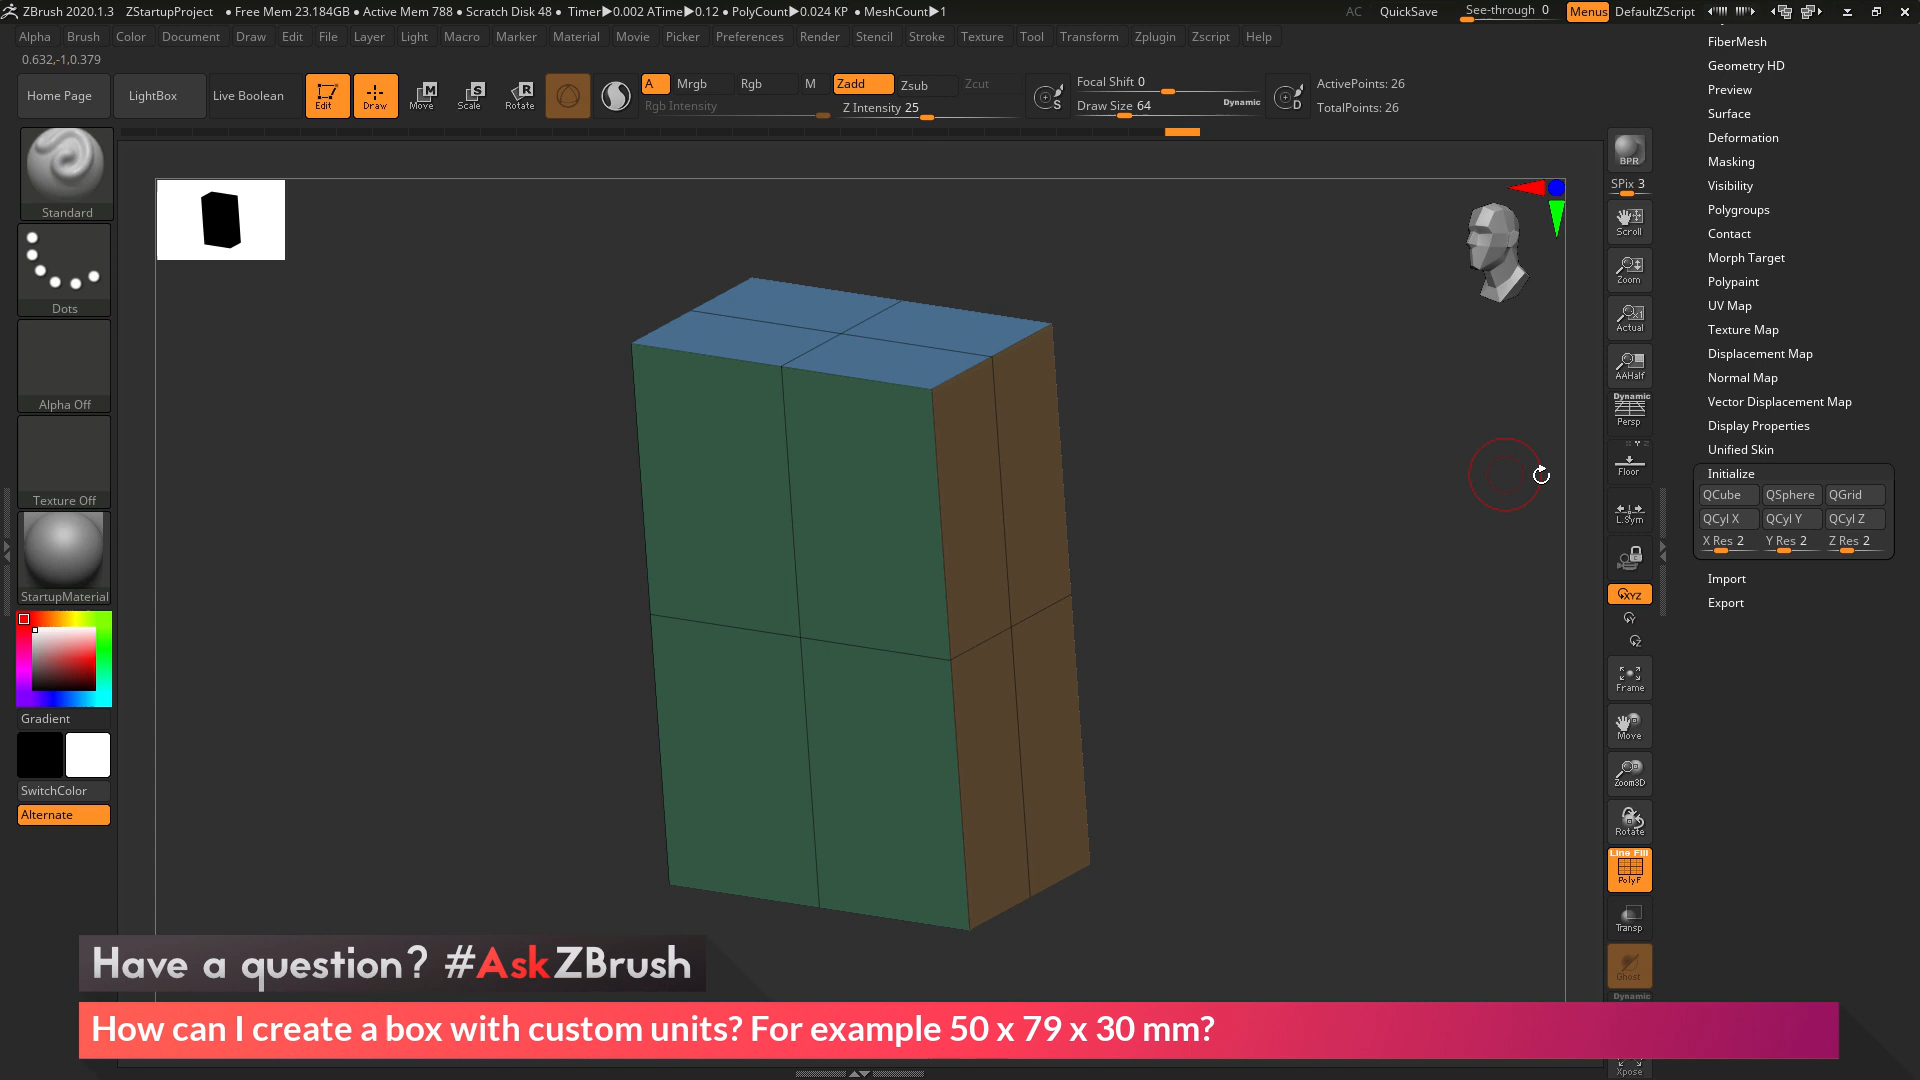 ZBrush 2020.1.3 ZStartupProject • Free Mem 23.184GB • Active Mem 788 • Scratch Disk 48 • Timer▶0.002 ATime▶0.12 • PolyCount▶0.024 KP • MeshCount▶1 AC QuickSave See-through 0 Menus DefaultZScript
Alpha Brush Color Document Draw Edit File Layer Light Macro Marker Material Movie Picker Preferences Render Stencil Stroke Texture Tool Transform Zplugin Zscript Help
0.632,-1,0.379
Home Page LightBox Live Boolean Edit Draw Move Scale Rotate A Mrgb Rgb M Zadd Zsub Zcut Focal Shift 0 ActivePoints: 26
Rgb Intensity Z Intensity 25 S Draw Size 64 Dynamic D TotalPoints: 26
Standard
Dots
Alpha Off
Texture Off
StartupMaterial
Gradient
SwitchColor
Alternate
BPR
SPix 3
Scroll
Zoom
Actual
AAHalf
Dynamic
Persp
Floor
L.Sym
XYZ
Y
Z
Frame
Move
Zoom3D
Rotate
Line Fill
PolyF
Transp
Ghost
Dynamic
Xpose
FiberMesh
Geometry HD
Preview
Surface
Deformation
Masking
Visibility
Polygroups
Contact
Morph Target
Polypaint
UV Map
Texture Map
Displacement Map
Normal Map
Vector Displacement Map
Display Properties
Unified Skin
Initialize
QCube QSphere QGrid
QCyl X QCyl Y QCyl Z
X Res 2 Y Res 2 Z Res 2
Import
Export
Have a question? #AskZBrush
How can I create a box with custom units? For example 50 x 79 x 30 mm?